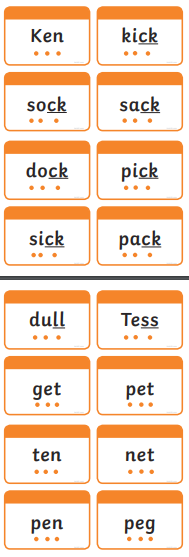 Ken kick
sock sack
dock pick
sick pack
dull Tess
get pet
ten net
pen peg